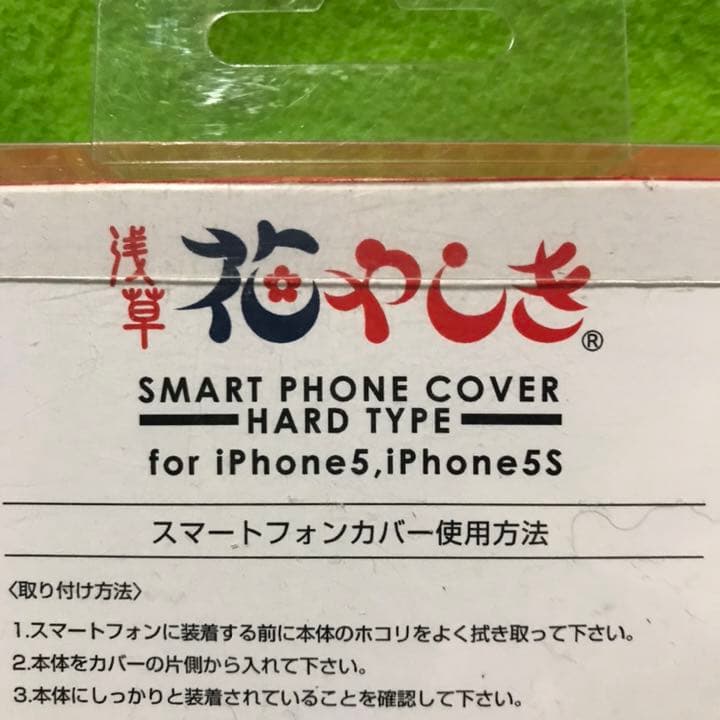 浅草 花やしき®
SMART PHONE COVER
HARD TYPE
for iPhone5,iPhone5S
スマートフォンカバー使用方法
〈取り付け方法〉
1.スマートフォンに装着する前に本体のホコリをよく拭き取って下さい。
2.本体をカバーの片側から入れて下さい。
3.本体にしっかりと装着されていることを確認して下さい。